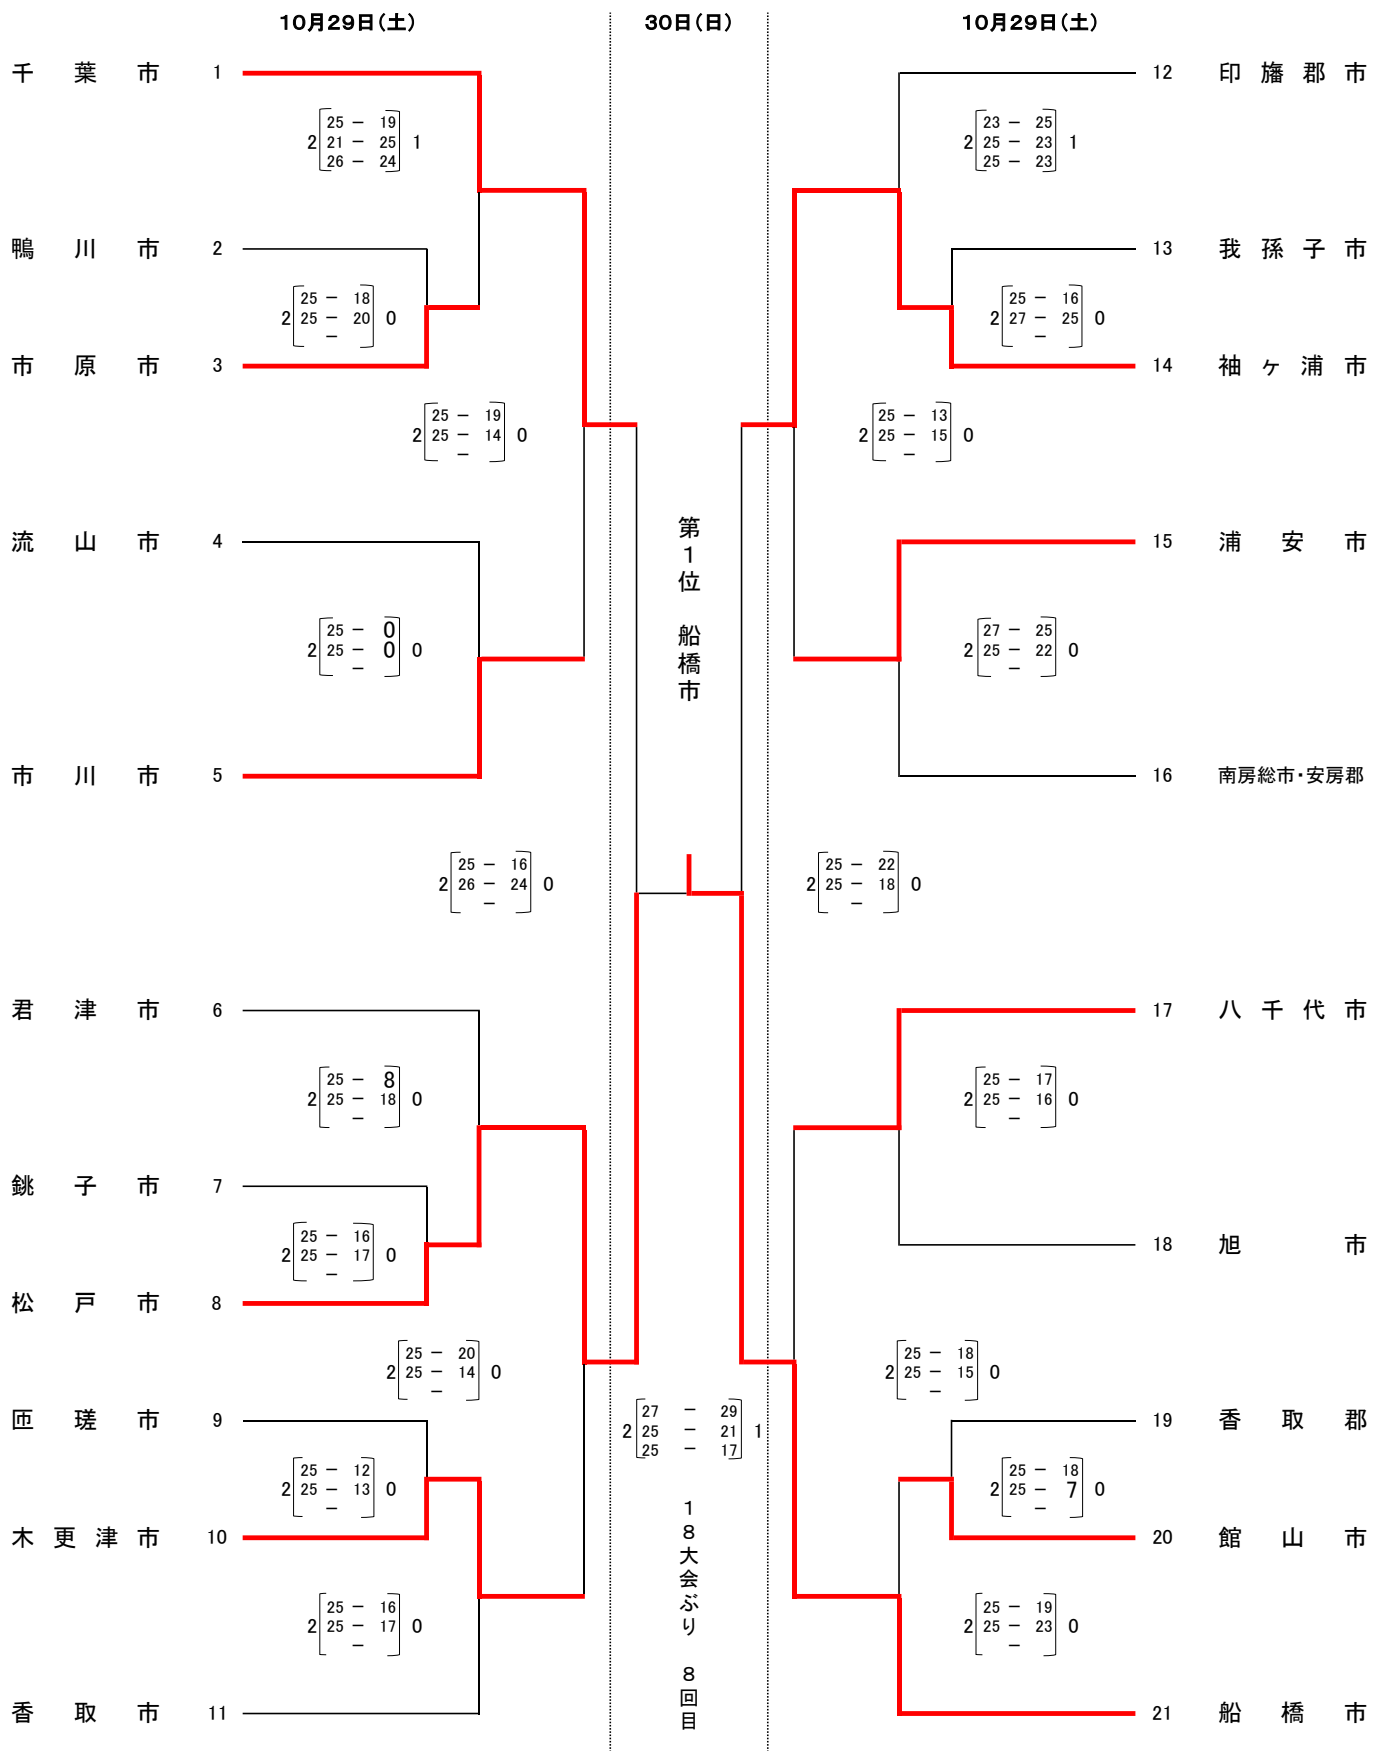 10月29日(土) 30日(日) 10月29日(土)
千葉市 1
2 25 － 19 1
21 － 25
26 － 24
鴨川市 2
2 25 － 18 0
25 － 20
－
市原市 3
2 25 － 19 0
25 － 14
－
流山市 4
2 25 － 0 0
25 － 0
－
市川市 5
2 25 － 16 0
26 － 24
－
君津市 6
2 25 － 8 0
25 － 18
－
銚子市 7
2 25 － 16 0
25 － 17
－
松戸市 8
2 25 － 20 0
25 － 14
－
匝瑳市 9
2 25 － 12 0
25 － 13
－
木更津市 10
2 25 － 16 0
25 － 17
－
香取市 11
第1位 船橋市
2 27 － 29 1
25 － 21
25 － 17
18大会ぶり 8回目
12 印旛郡市
2 23 － 25 1
25 － 23
25 － 23
13 我孫子市
2 25 － 16 0
27 － 25
－
14 袖ヶ浦市
2 25 － 13 0
25 － 15
－
15 浦安市
2 27 － 25 0
25 － 22
－
16 南房総市・安房郡
2 25 － 22 0
25 － 18
－
17 八千代市
2 25 － 17 0
25 － 16
－
18 旭市
2 25 － 18 0
25 － 15
－
19 香取郡
2 25 － 18 0
25 － 7
－
20 館山市
2 25 － 19 0
25 － 23
－
21 船橋市